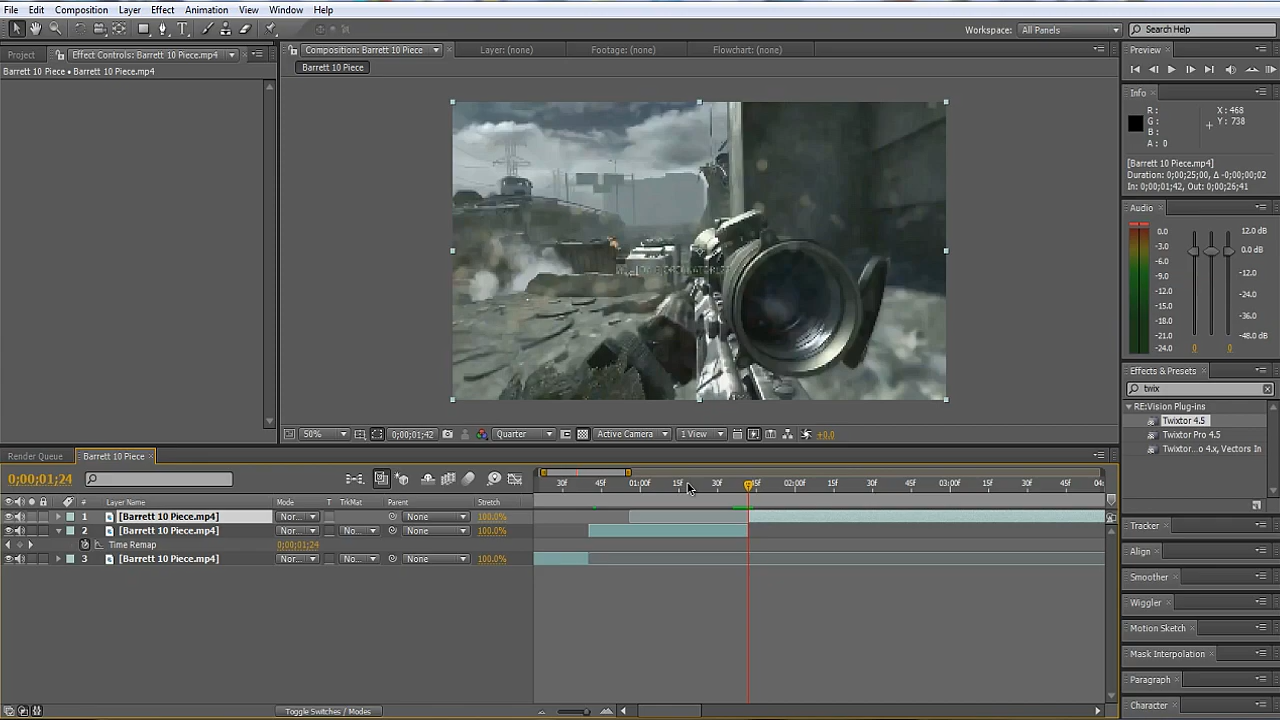 File Edit Composition Layer Effect Animation View Window Help
Workspace: All Panels Search Help
Project Effect Controls: Barrett 10 Piece.mp4
Barrett 10 Piece • Barrett 10 Piece.mp4
Composition: Barrett 10 Piece Layer: (none) Footage: (none) Flowchart: (none)
Barrett 10 Piece
50% 0;00;01;42 Quarter Active Camera 1 View +0.0
Preview
Info
R : X : 468
G : Y : 738
B :
A : 0
[Barrett 10 Piece.mp4]
Duration: 0;00;25;00, Δ -0;00;00;02
In: 0;00;01;42, Out: 0;00;26;41
Audio
0.0 12.0 dB
-3.0
-6.0 0.0 dB
-9.0
-12.0 -12.0
-15.0 -24.0
-18.0
-21.0 -36.0
-24.0 -48.0 dB
0 0
Effects & Presets
twix
RE:Vision Plug-ins
Twixtor 4.5
Twixtor Pro 4.5
Twixtor...o 4.x, Vectors In
Tracker
Align
Smoother
Wiggler
Motion Sketch
Mask Interpolation
Paragraph
Character
Render Queue Barrett 10 Piece
0;00;01;24
# Layer Name Mode T TrkMat Parent Stretch
30f 45f 01:00f 15f 30f 15f 02:00f 15f 30f 45f 03:00f 15f 30f 45f 04:
1 [Barrett 10 Piece.mp4] Nor... None 100.0%
2 [Barrett 10 Piece.mp4] Nor... No... None 100.0%
Time Remap 0;00;01;24
3 [Barrett 10 Piece.mp4] Nor... No... None 100.0%
Toggle Switches / Modes